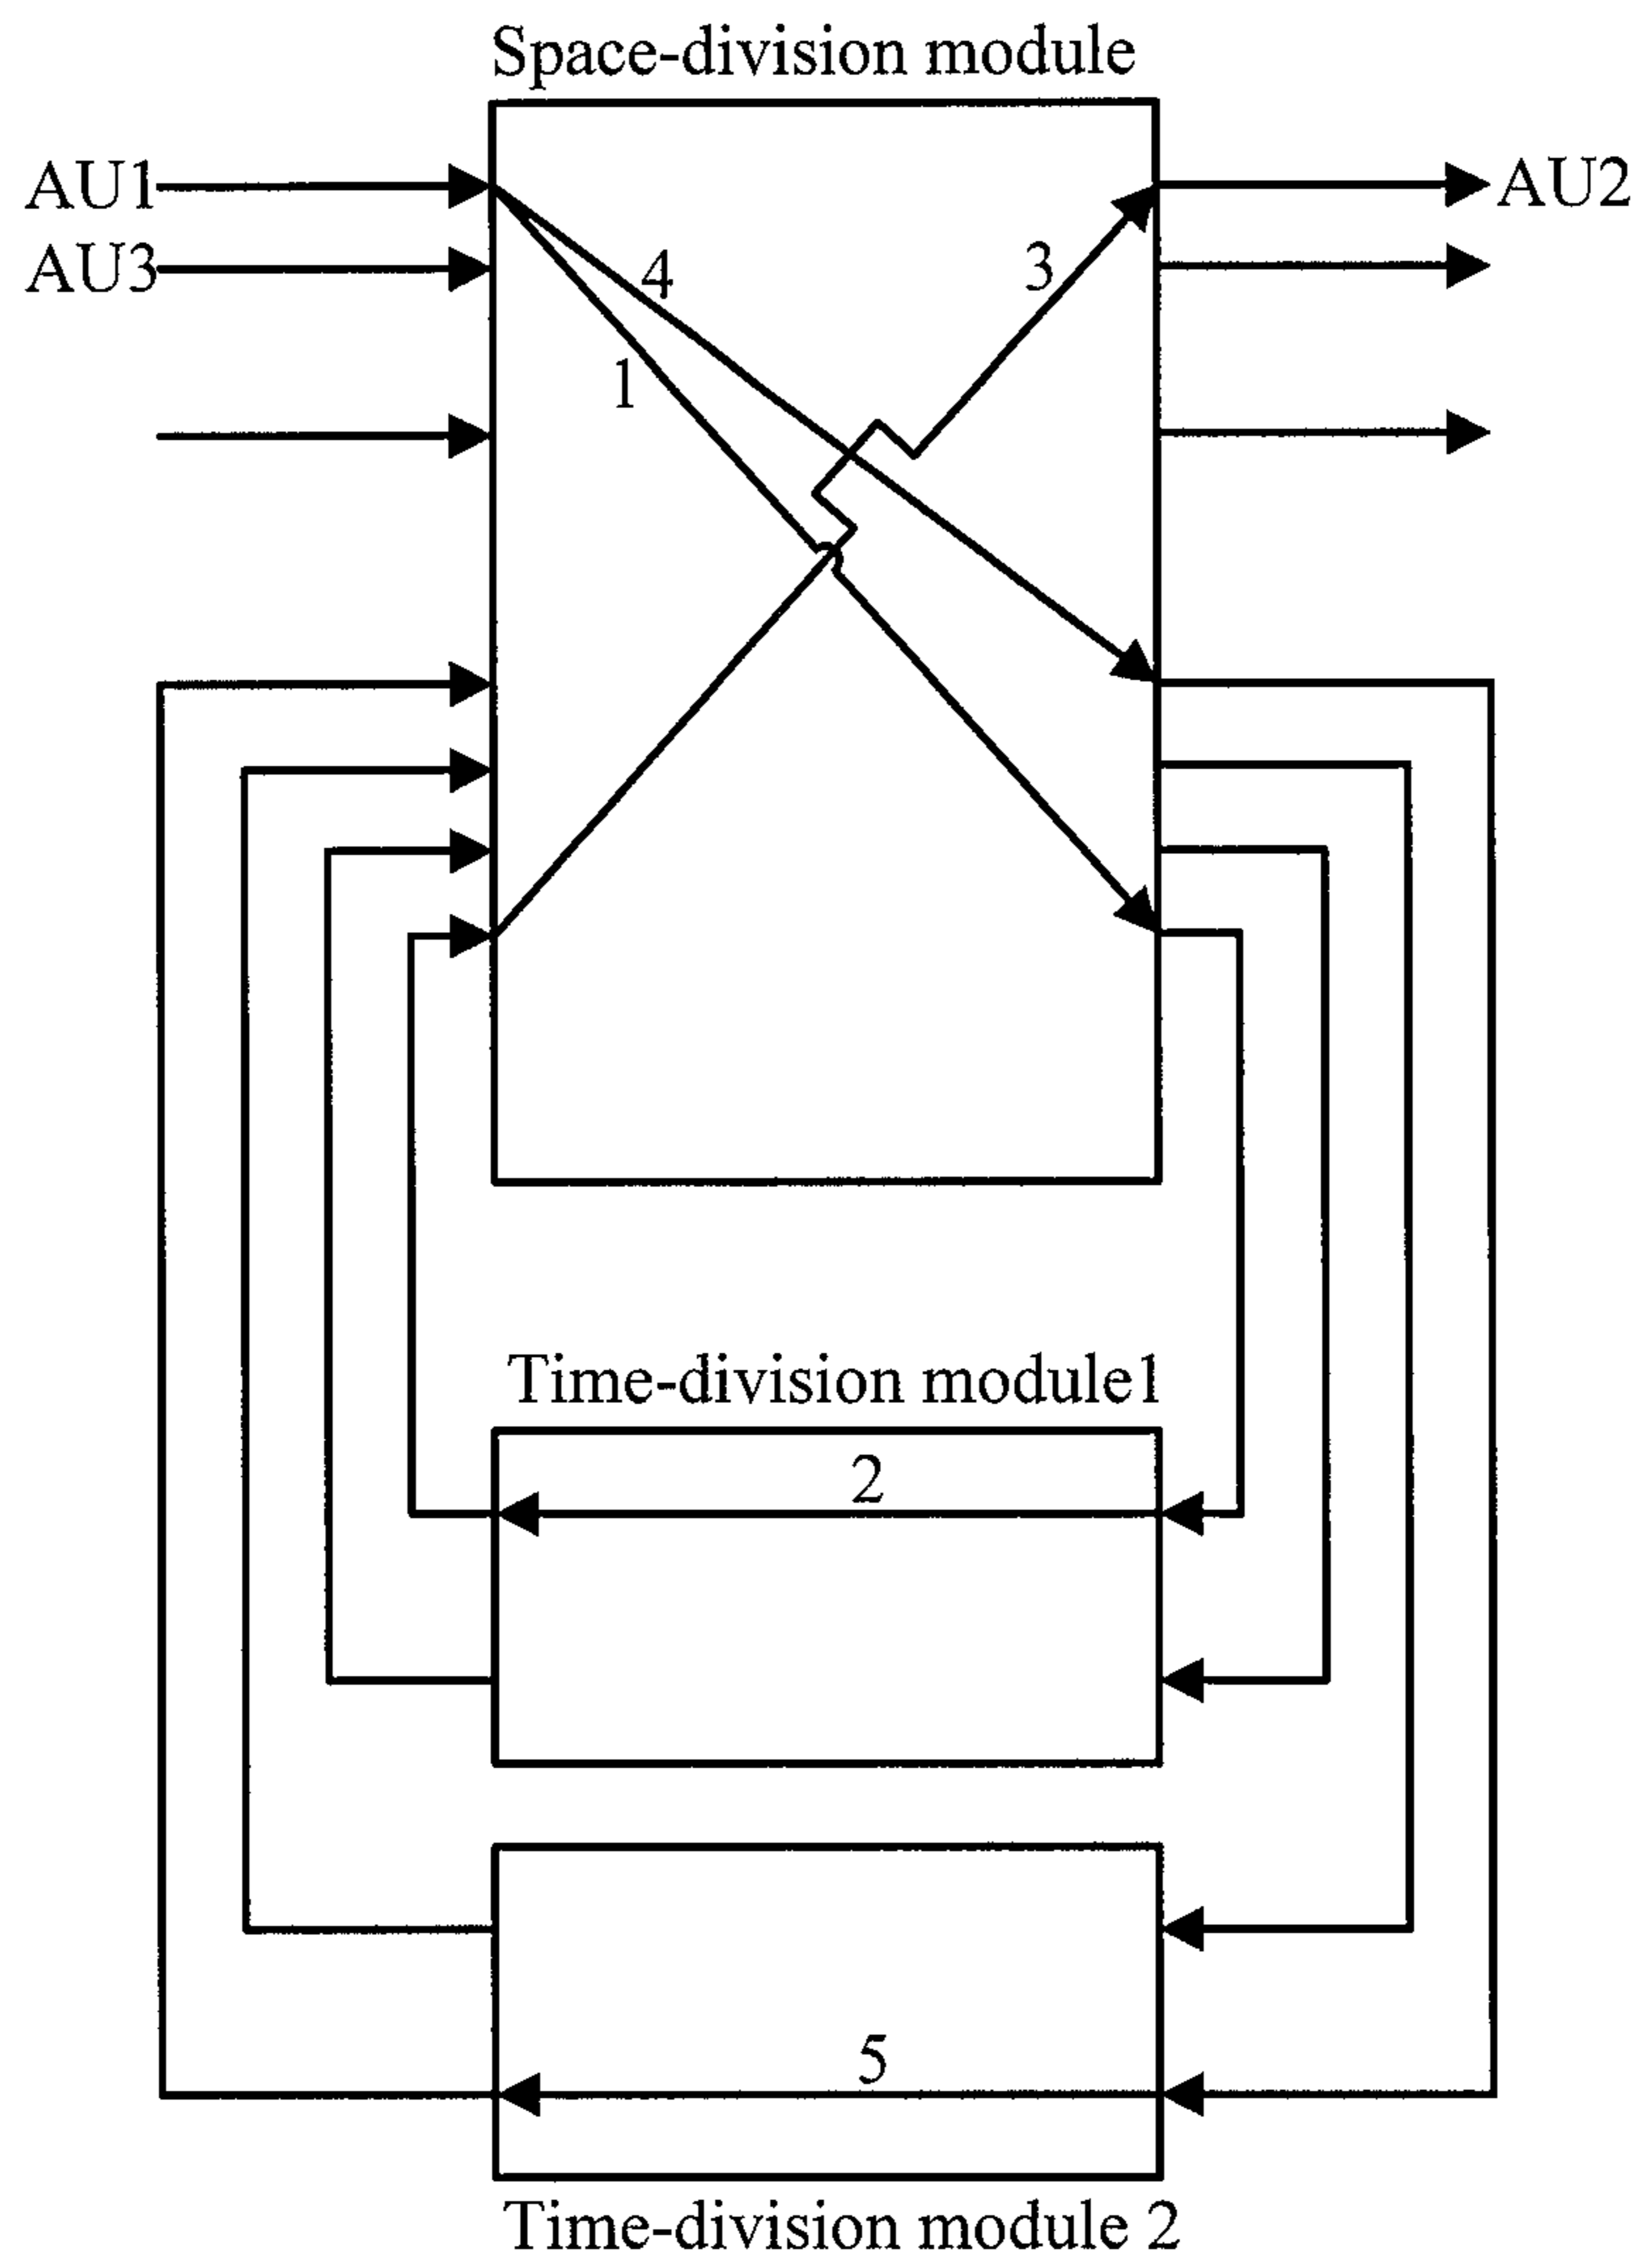 Space-division module
AU1
AU2
AU3
4
3
1
Time-division module1
2
5
Time-division module 2